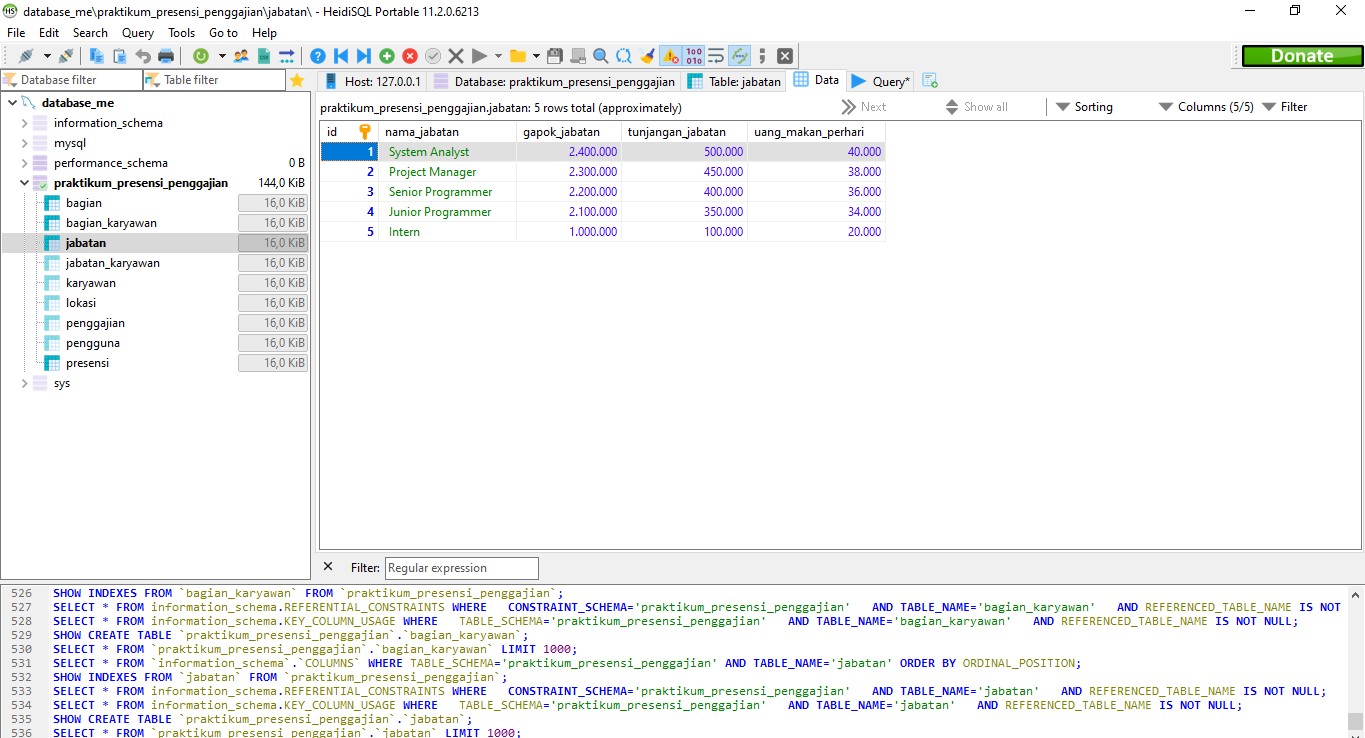 database_me\praktikum_presensi_penggajian\jabatan\ - HeidiSQL Portable 11.2.0.6213
File Edit Search Query Tools Go to Help
Donate
Database filter Table filter
Host: 127.0.0.1 Database: praktikum_presensi_penggajian Table: jabatan Data Query*
praktikum_presensi_penggajian.jabatan: 5 rows total (approximately) Next Show all Sorting Columns (5/5) Filter
database_me
information_schema
mysql
performance_schema 0 B
praktikum_presensi_penggajian 144,0 KiB
bagian 16,0 KiB
bagian_karyawan 16,0 KiB
jabatan 16,0 KiB
jabatan_karyawan 16,0 KiB
karyawan 16,0 KiB
lokasi 16,0 KiB
penggajian 16,0 KiB
pengguna 16,0 KiB
presensi 16,0 KiB
sys
id nama_jabatan gapok_jabatan tunjangan_jabatan uang_makan_perhari
1 System Analyst 2.400.000 500.000 40.000
2 Project Manager 2.300.000 450.000 38.000
3 Senior Programmer 2.200.000 400.000 36.000
4 Junior Programmer 2.100.000 350.000 34.000
5 Intern 1.000.000 100.000 20.000
Filter: Regular expression
526 SHOW INDEXES FROM `bagian_karyawan` FROM `praktikum_presensi_penggajian`;
527 SELECT * FROM information_schema.REFERENTIAL_CONSTRAINTS WHERE CONSTRAINT_SCHEMA='praktikum_presensi_penggajian' AND TABLE_NAME='bagian_karyawan' AND REFERENCED_TABLE_NAME IS NOT
528 SELECT * FROM information_schema.KEY_COLUMN_USAGE WHERE TABLE_SCHEMA='praktikum_presensi_penggajian' AND TABLE_NAME='bagian_karyawan' AND REFERENCED_TABLE_NAME IS NOT NULL;
529 SHOW CREATE TABLE `praktikum_presensi_penggajian`.`bagian_karyawan`;
530 SELECT * FROM `praktikum_presensi_penggajian`.`bagian_karyawan` LIMIT 1000;
531 SELECT * FROM `information_schema`.`COLUMNS` WHERE TABLE_SCHEMA='praktikum_presensi_penggajian' AND TABLE_NAME='jabatan' ORDER BY ORDINAL_POSITION;
532 SHOW INDEXES FROM `jabatan` FROM `praktikum_presensi_penggajian`;
533 SELECT * FROM information_schema.REFERENTIAL_CONSTRAINTS WHERE CONSTRAINT_SCHEMA='praktikum_presensi_penggajian' AND TABLE_NAME='jabatan' AND REFERENCED_TABLE_NAME IS NOT NULL;
534 SELECT * FROM information_schema.KEY_COLUMN_USAGE WHERE TABLE_SCHEMA='praktikum_presensi_penggajian' AND TABLE_NAME='jabatan' AND REFERENCED_TABLE_NAME IS NOT NULL;
535 SHOW CREATE TABLE `praktikum_presensi_penggajian`.`jabatan`;
536 SELECT * FROM `praktikum_presensi_penggajian`.`jabatan` LIMIT 1000;